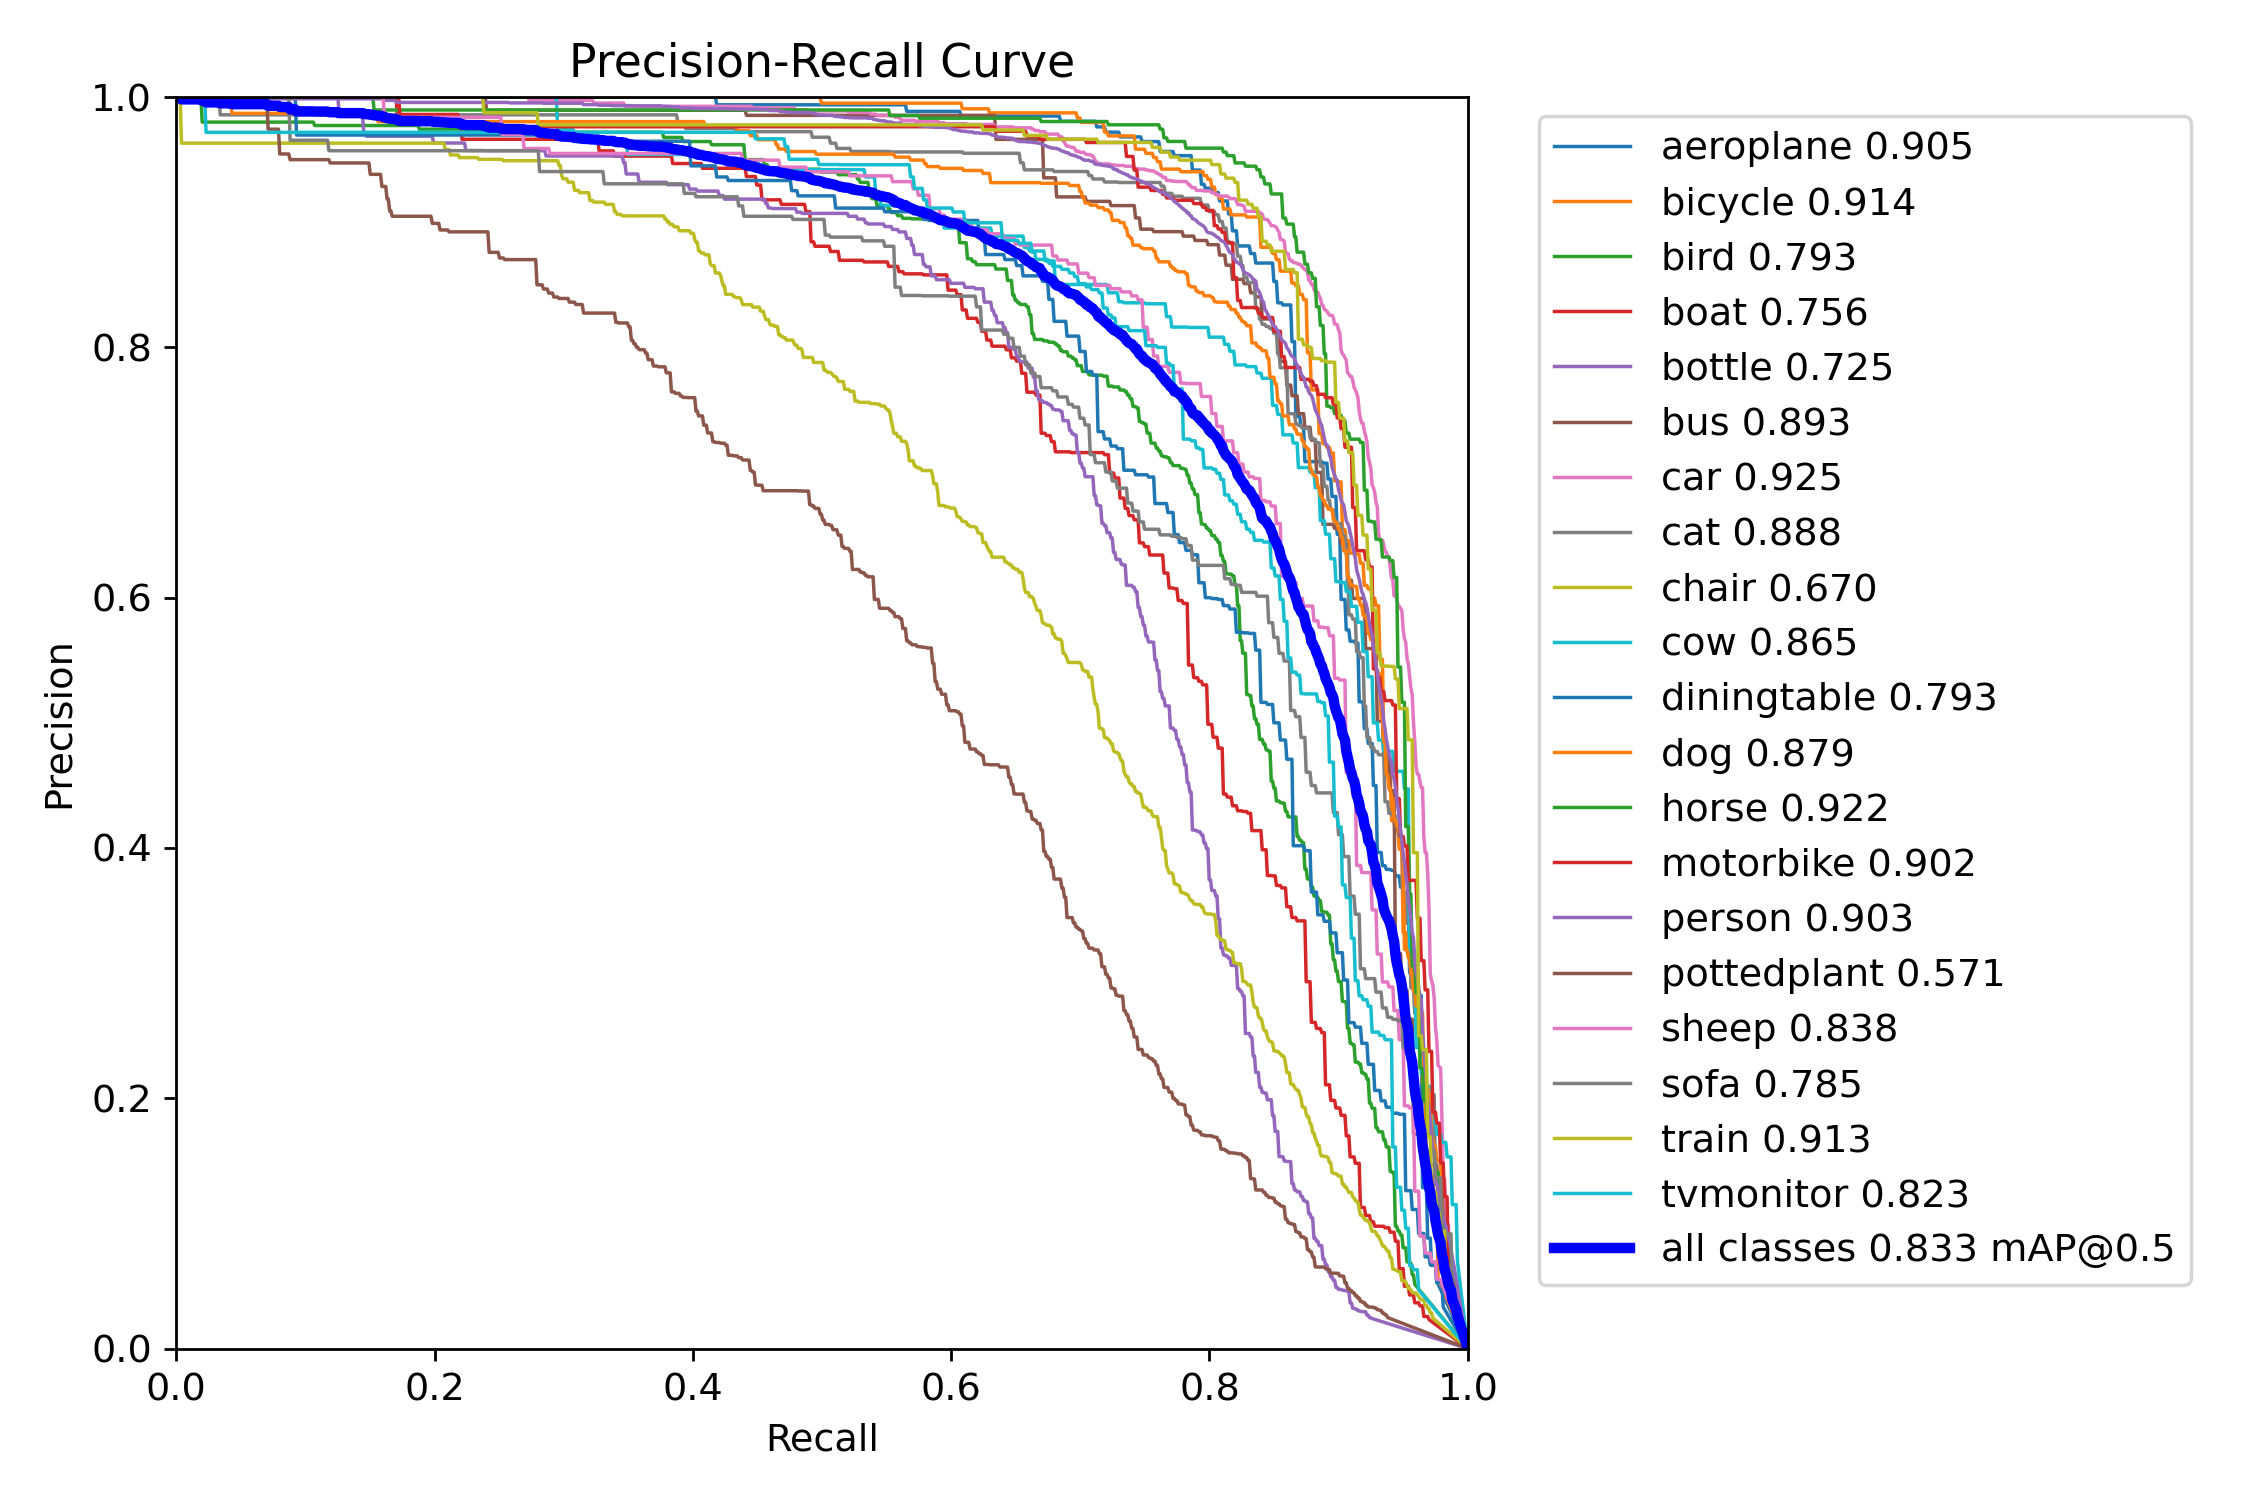 Precision-Recall Curve
1.0
0.8
0.6
0.4
0.2
0.0
Precision
0.0 0.2 0.4 0.6 0.8 1.0
Recall
aeroplane 0.905
bicycle 0.914
bird 0.793
boat 0.756
bottle 0.725
bus 0.893
car 0.925
cat 0.888
chair 0.670
cow 0.865
diningtable 0.793
dog 0.879
horse 0.922
motorbike 0.902
person 0.903
pottedplant 0.571
sheep 0.838
sofa 0.785
train 0.913
tvmonitor 0.823
all classes 0.833 mAP@0.5